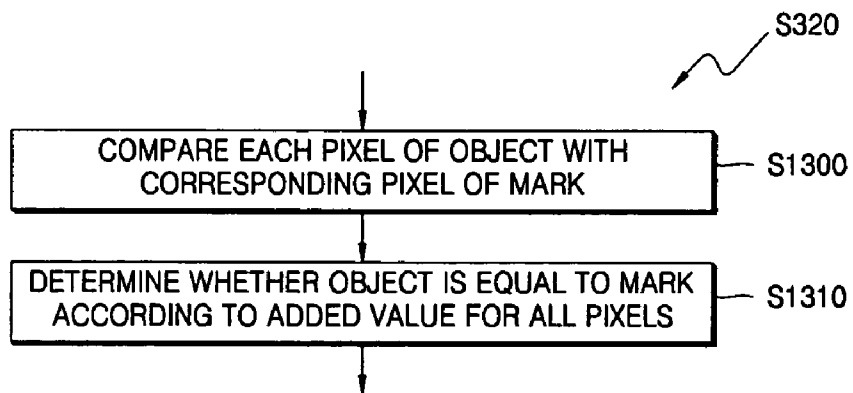 S320
COMPARE EACH PIXEL OF OBJECT WITH
CORRESPONDING PIXEL OF MARK
S1300
DETERMINE WHETHER OBJECT IS EQUAL TO MARK
ACCORDING TO ADDED VALUE FOR ALL PIXELS
S1310